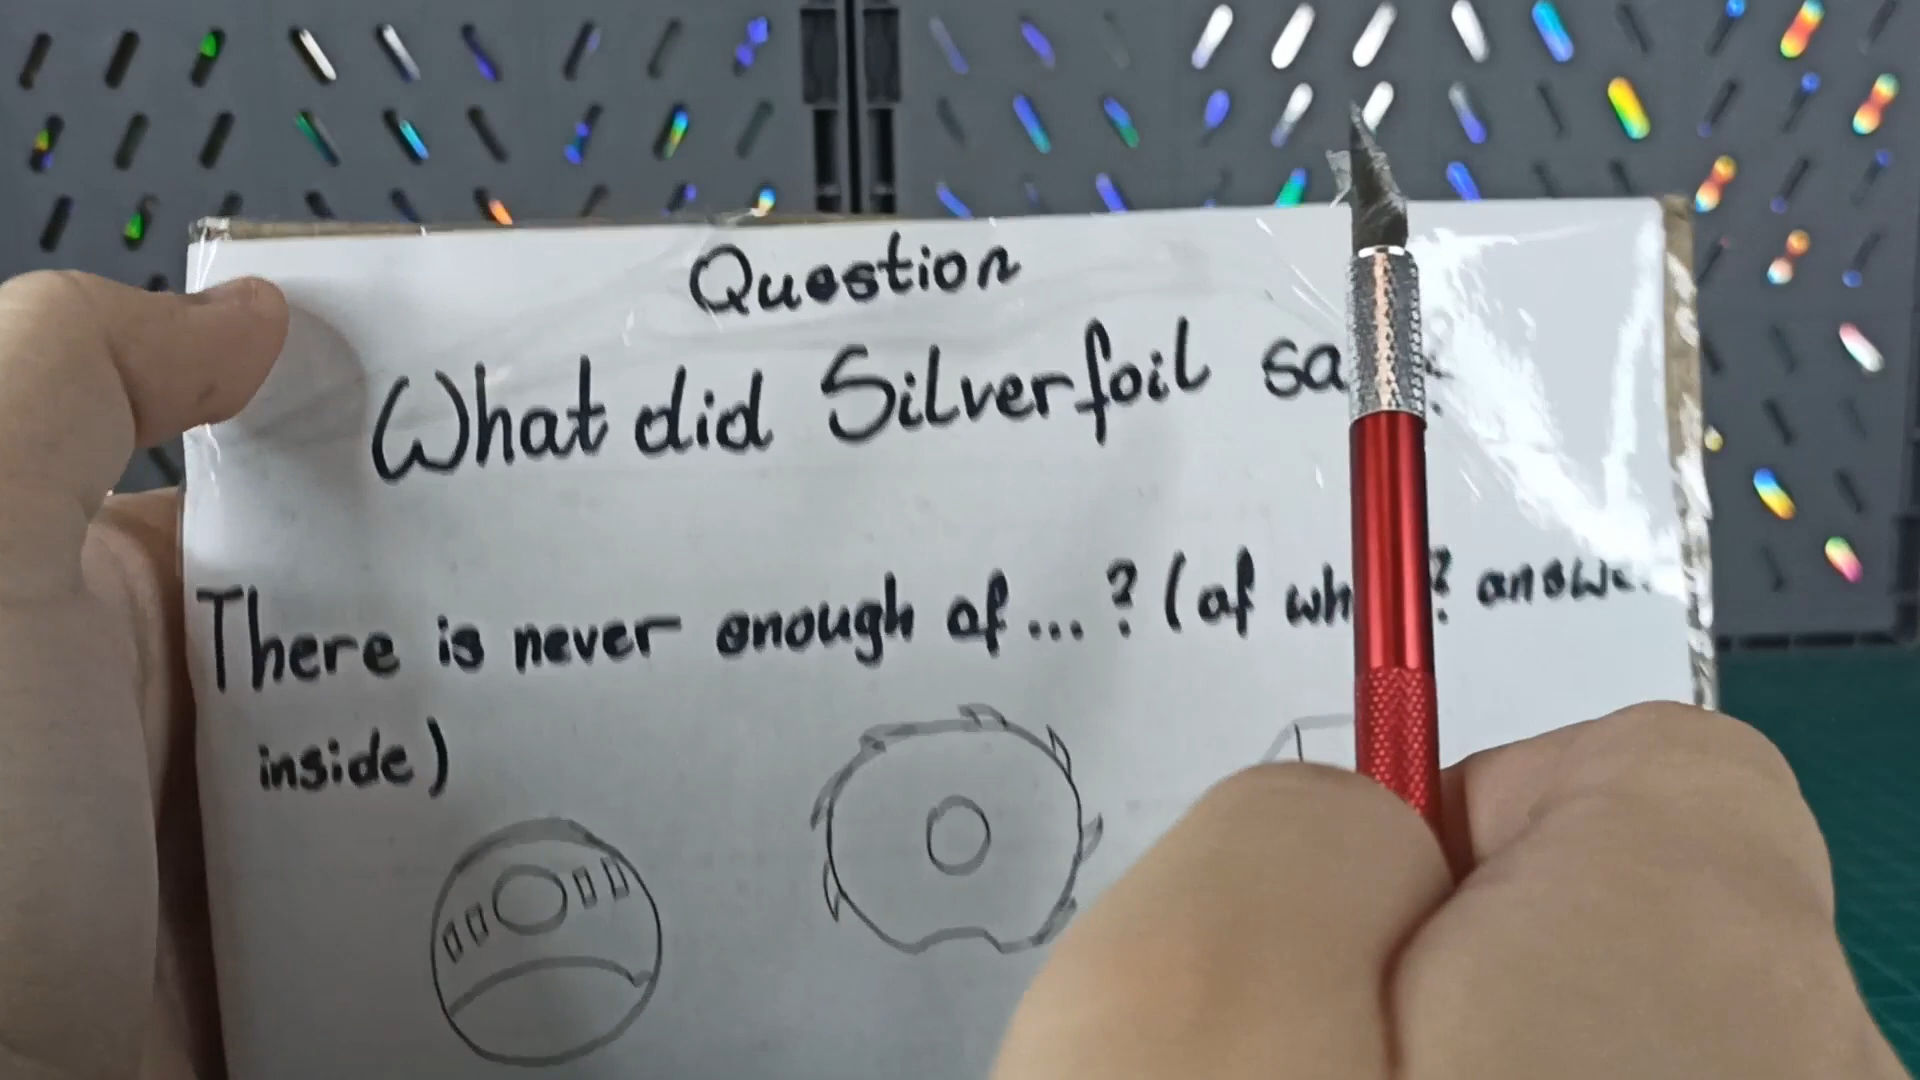 Question
What did Silverfoil
There is never enough of...? (of
inside)